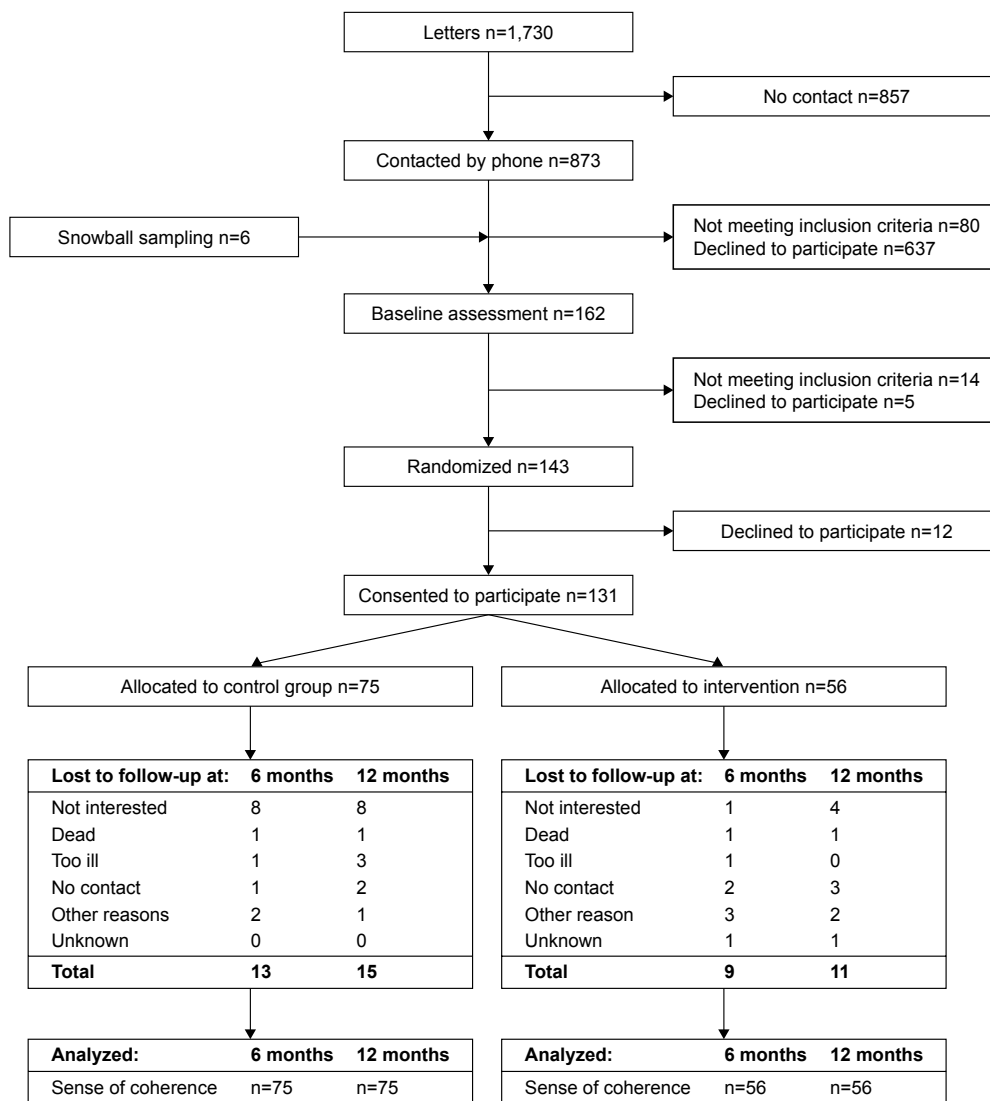 Letters n=1,730
No contact n=857
Contacted by phone n=873
Snowball sampling n=6
Not meeting inclusion criteria n=80
Declined to participate n=637
Baseline assessment n=162
Not meeting inclusion criteria n=14
Declined to participate n=5
Randomized n=143
Declined to participate n=12
Consented to participate n=131
Allocated to control group n=75
Allocated to intervention n=56
Lost to follow-up at: 6 months 12 months
Not interested 8 8
Dead 1 1
Too ill 1 3
No contact 1 2
Other reasons 2 1
Unknown 0 0
Total 13 15
Lost to follow-up at: 6 months 12 months
Not interested 1 4
Dead 1 1
Too ill 1 0
No contact 2 3
Other reason 3 2
Unknown 1 1
Total 9 11
Analyzed: 6 months 12 months
Sense of coherence n=75 n=75
Analyzed: 6 months 12 months
Sense of coherence n=56 n=56